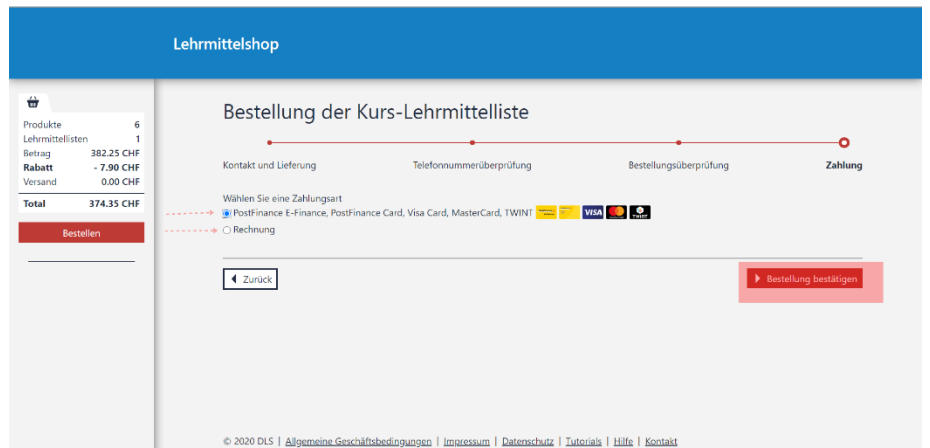 Lehrmittelshop
Produkte 6
Lehrmittellisten 1
Betrag 382.25 CHF
Rabatt - 7.90 CHF
Versand 0.00 CHF
Total 374.35 CHF
Bestellen
Bestellung der Kurs-Lehrmittelliste
Kontakt und Lieferung Telefonnummerüberprüfung Bestellungsüberprüfung Zahlung
Wählen Sie eine Zahlungsart
PostFinance E-Finance, PostFinance Card, Visa Card, MasterCard, TWINT VISA TWINT
Rechnung
Zurück Bestellung bestätigen
© 2020 DLS | Allgemeine Geschäftsbedingungen | Impressum | Datenschutz | Tutorials | Hilfe | Kontakt